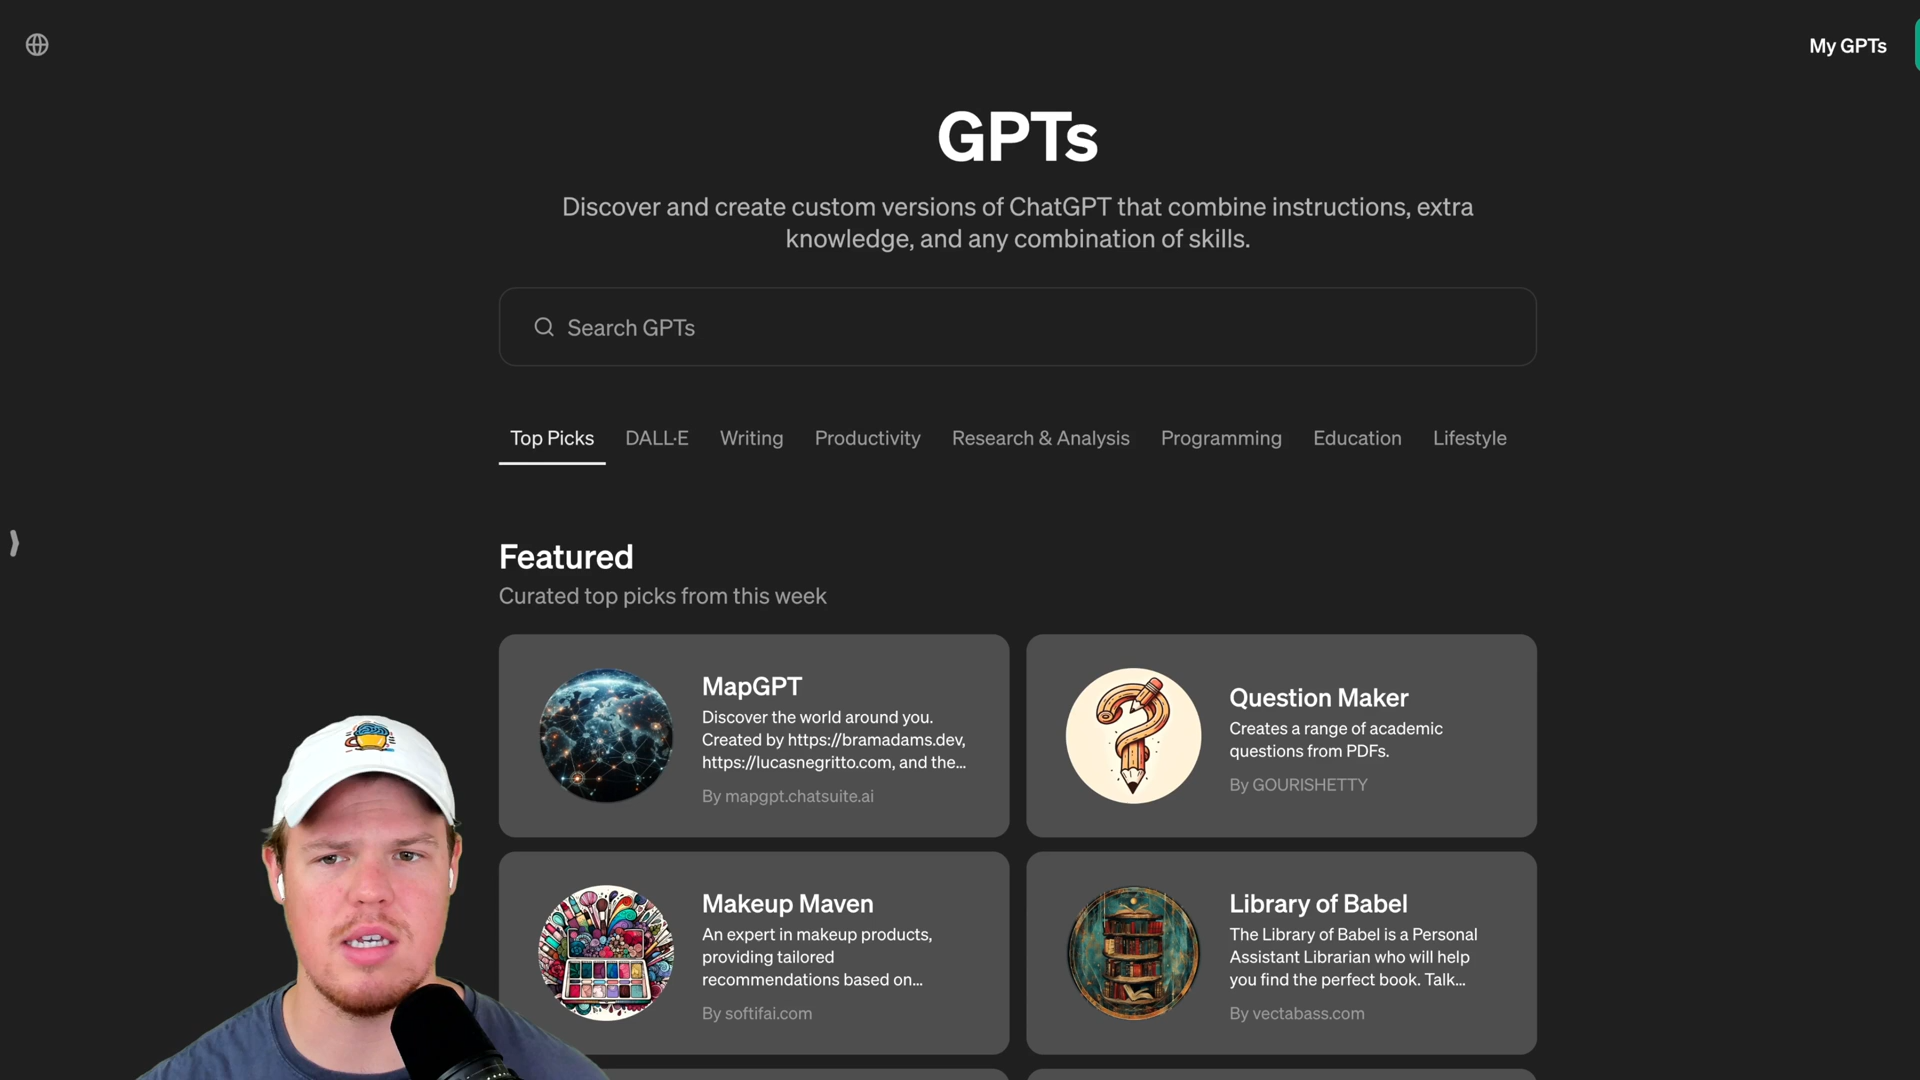 My GPTs
GPTs
Discover and create custom versions of ChatGPT that combine instructions, extra
knowledge, and any combination of skills.
Search GPTs
Top Picks
DALL·E
Writing
Productivity
Research & Analysis
Programming
Education
Lifestyle
Featured
Curated top picks from this week
MapGPT
Discover the world around you.
Created by https://bramadams.dev,
https://lucasnegritto.com, and the...
By mapgpt.chatsuite.ai
Question Maker
Creates a range of academic
questions from PDFs.
By GOURISHETTY
Makeup Maven
An expert in makeup products,
providing tailored
recommendations based on...
By softifai.com
Library of Babel
The Library of Babel is a Personal
Assistant Librarian who will help
you find the perfect book. Talk...
By vectabass.com